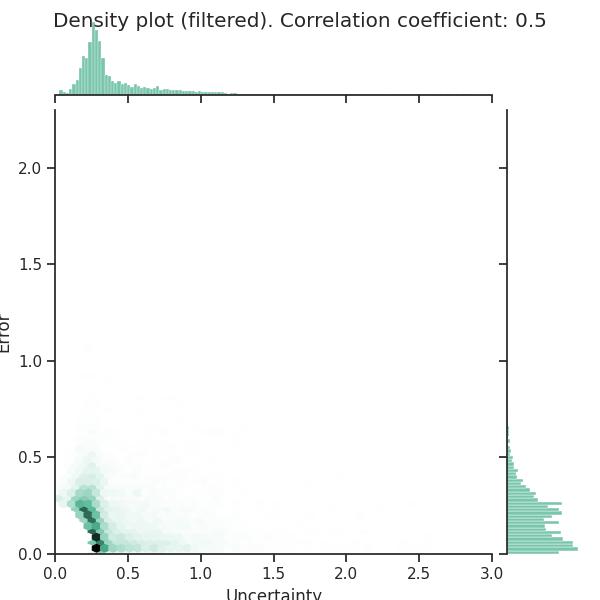 Density plot (filtered). Correlation coefficient: 0.5
2.0
1.5
1.0
0.5
0.0
Error
0.0 0.5 1.0 1.5 2.0 2.5 3.0
Uncertainty